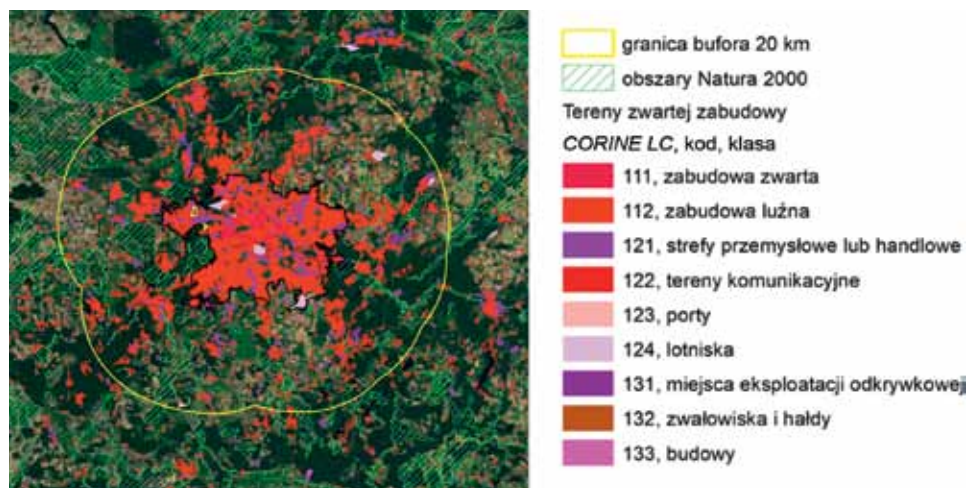 granica bufora 20 km
obszary Natura 2000
Tereny zwartej zabudowy
CORINE LC, kod, klasa
111, zabudowa zwarta
112, zabudowa luźna
121, strefy przemysłowe lub handlowe
122, tereny komunikacyjne
123, porty
124, lotniska
131, miejsca eksploatacji odkrywkowej
132, zwałowiska i hałdy
133, budowy